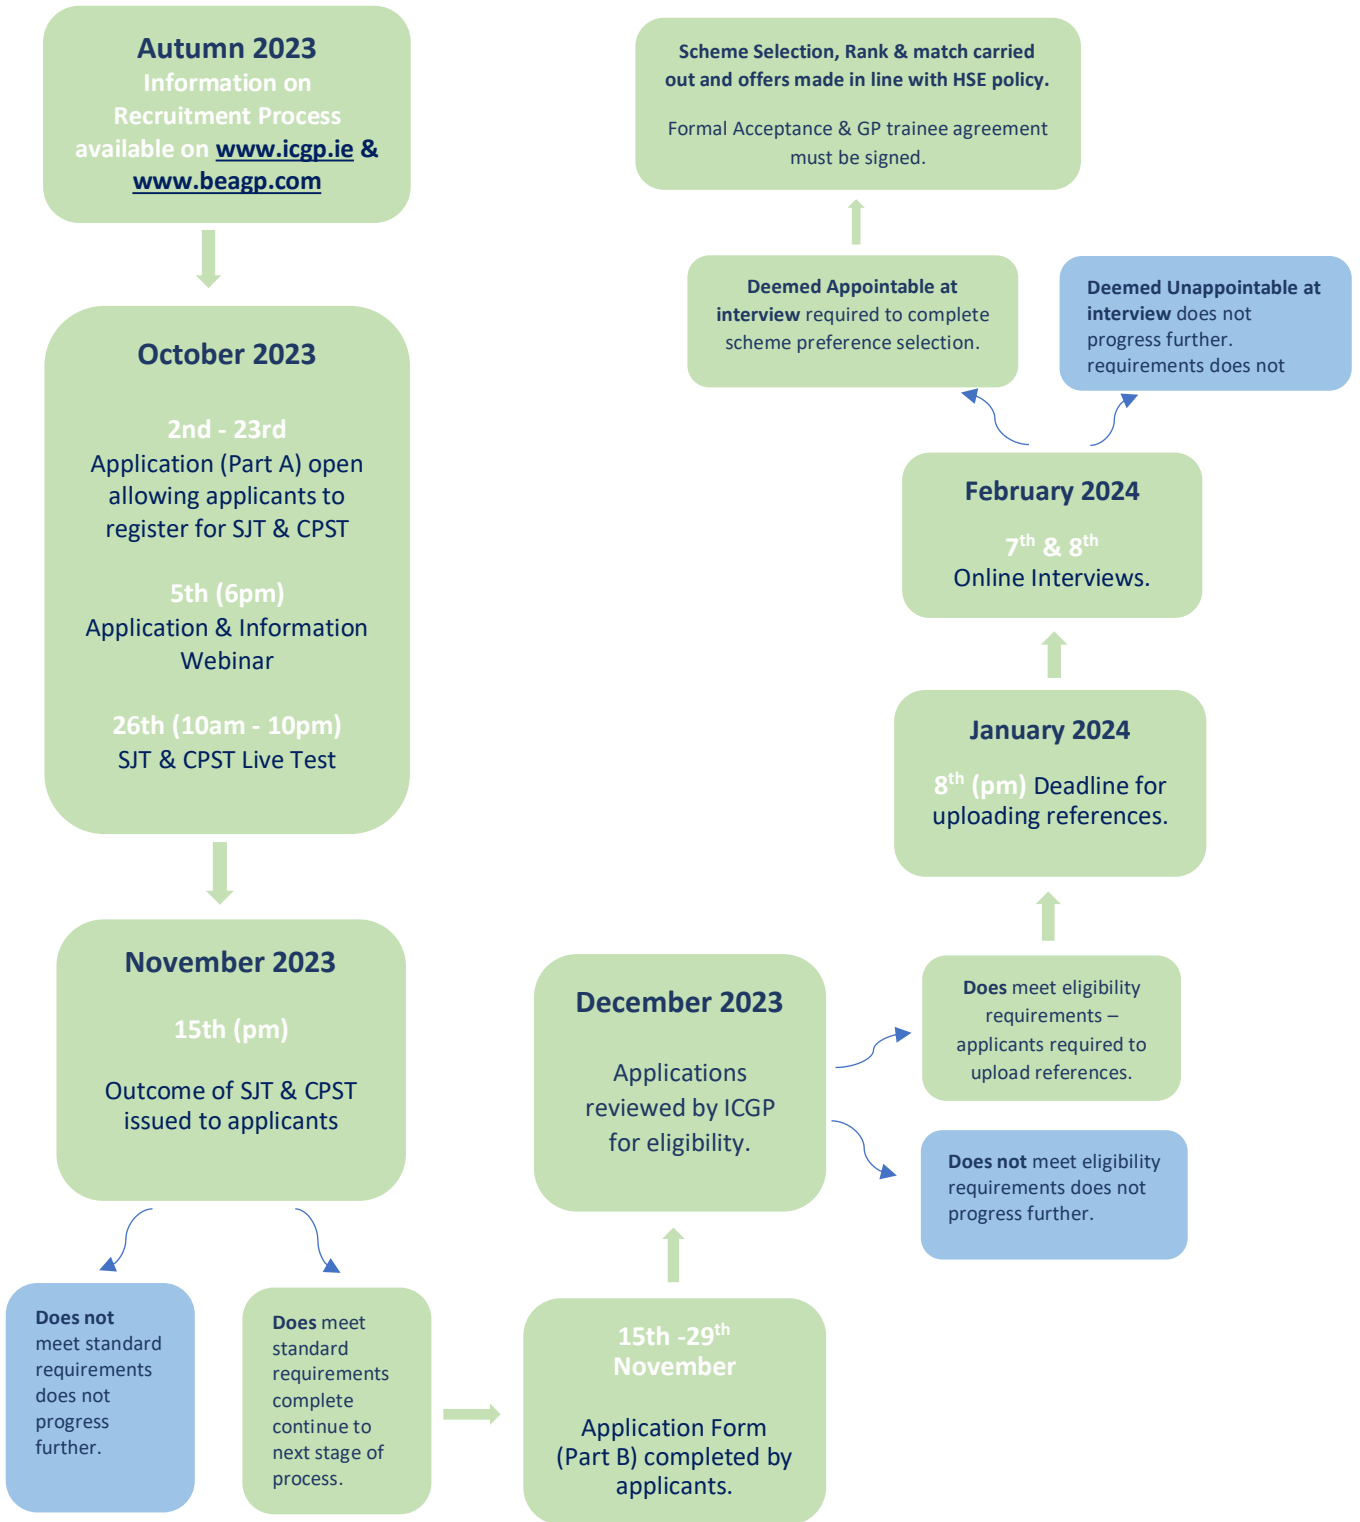 Autumn 2023
Information on
Recruitment Process
available on www.icgp.ie &
www.beagp.com
October 2023
2nd - 23rd
Application (Part A) open
allowing applicants to
register for SJT & CPST
5th (6pm)
Application & Information
Webinar
26th (10am - 10pm)
SJT & CPST Live Test
November 2023
15th (pm)
Outcome of SJT & CPST
issued to applicants
Does not
meet standard
requirements
does not
progress
further.
Does meet
standard
requirements
complete
continue to
next stage of
process.
15th -29th
November
Application Form
(Part B) completed by
applicants.
December 2023
Applications
reviewed by ICGP
for eligibility.
Does meet eligibility
requirements –
applicants required to
upload references.
Does not meet eligibility
requirements does not
progress further.
January 2024
8th (pm) Deadline for
uploading references.
February 2024
7th & 8th
Online Interviews.
Deemed Appointable at
interview required to complete
scheme preference selection.
Deemed Unappointable at
interview does not
progress further.
requirements does not
Scheme Selection, Rank & match carried
out and offers made in line with HSE policy.
Formal Acceptance & GP trainee agreement
must be signed.